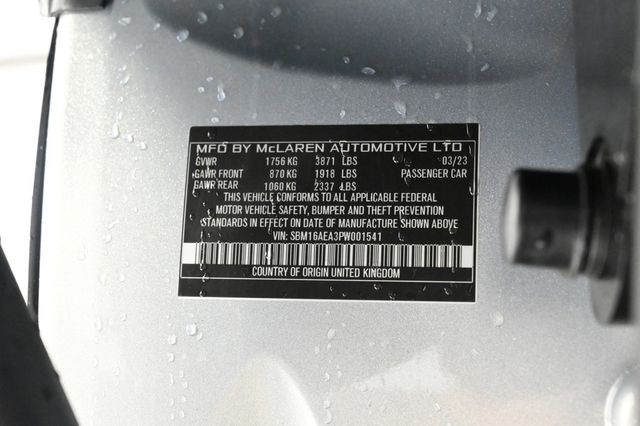 MFD BY McLAREN AUTOMOTIVE LTD
GVWR 1756 KG 3871 LBS 03/23
GAWR FRONT 870 KG 1918 LBS PASSENGER CAR
GAWR REAR 1060 KG 2337 LBS
THIS VEHICLE CONFORMS TO ALL APPLICABLE FEDERAL
MOTOR VEHICLE SAFETY, BUMPER AND THEFT PREVENTION
STANDARDS IN EFFECT ON DATE OF MANUFACTURE SHOWN ABOVE
VIN: SBM16AEA3PW001541
COUNTRY OF ORIGIN UNITED KINGDOM